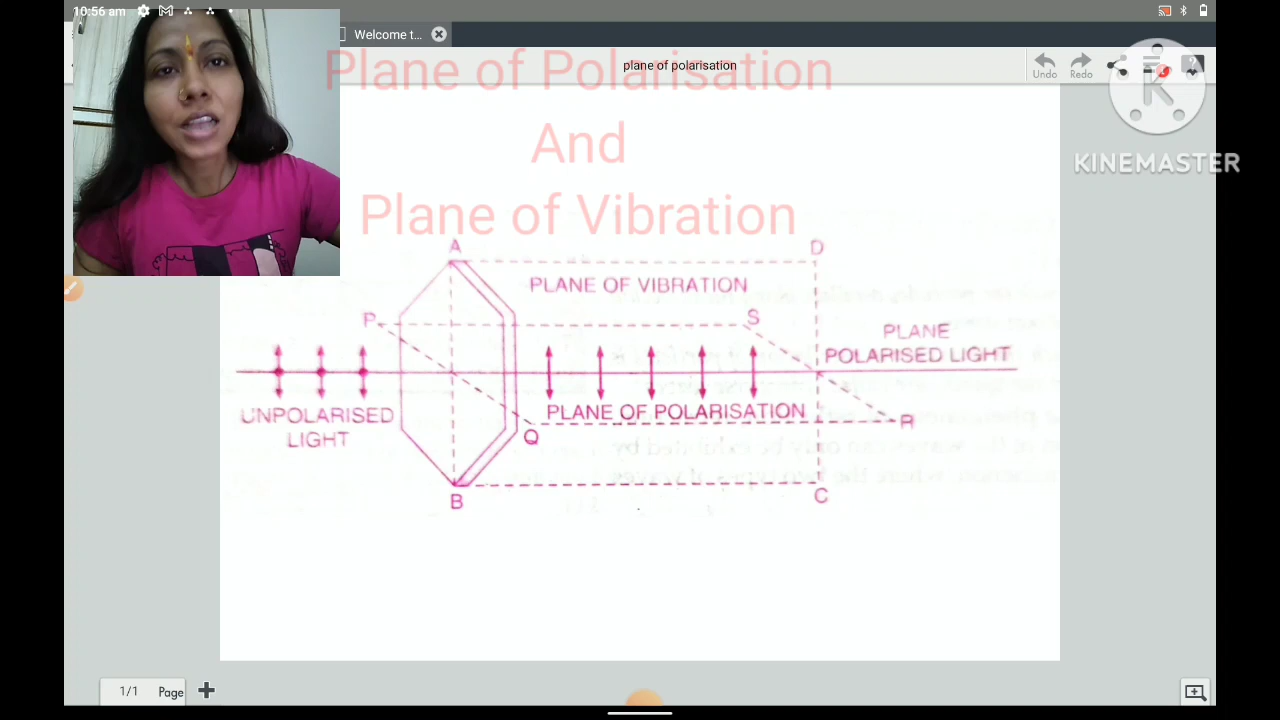 10:56 am
Welcome t...
plane of polarisation
Undo
Redo
Plane of Polarisation
And
Plane of Vibration
K
KINEMASTER
A
D
PLANE OF VIBRATION
P
S
PLANE
POLARISED LIGHT
UNPOLARISED
LIGHT
PLANE OF POLARISATION
Q
R
B
C
1/1
Page